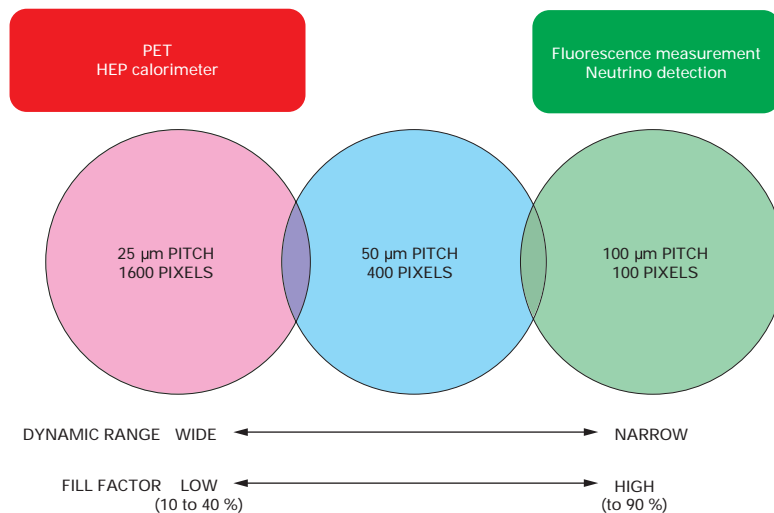 PET
HEP calorimeter
Fluorescence measurement
Neutrino detection
25 µm PITCH
1600 PIXELS
50 µm PITCH
400 PIXELS
100 µm PITCH
100 PIXELS
DYNAMIC RANGE WIDE
NARROW
FILL FACTOR LOW
(10 to 40 %)
HIGH
(to 90 %)